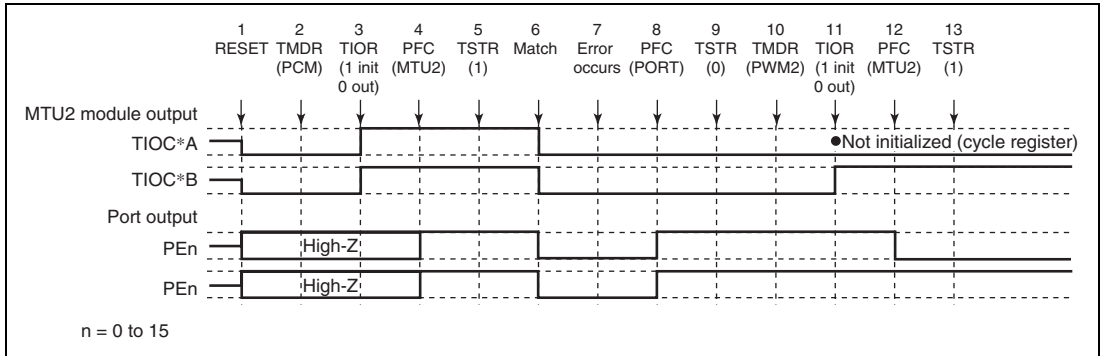 1 2 3 4 5 6 7 8 9 10 11 12 13
RESET TMDR TIOR PFC TSTR Match Error PFC TSTR TMDR TIOR PFC TSTR
(PCM) (1 init (MTU2) (1) occurs (PORT) (0) (PWM2) (1 init (MTU2) (1)
0 out) 0 out)
MTU2 module output
TIOC*A
●Not initialized (cycle register)
TIOC*B
Port output
PEn
High-Z
PEn
High-Z
n = 0 to 15